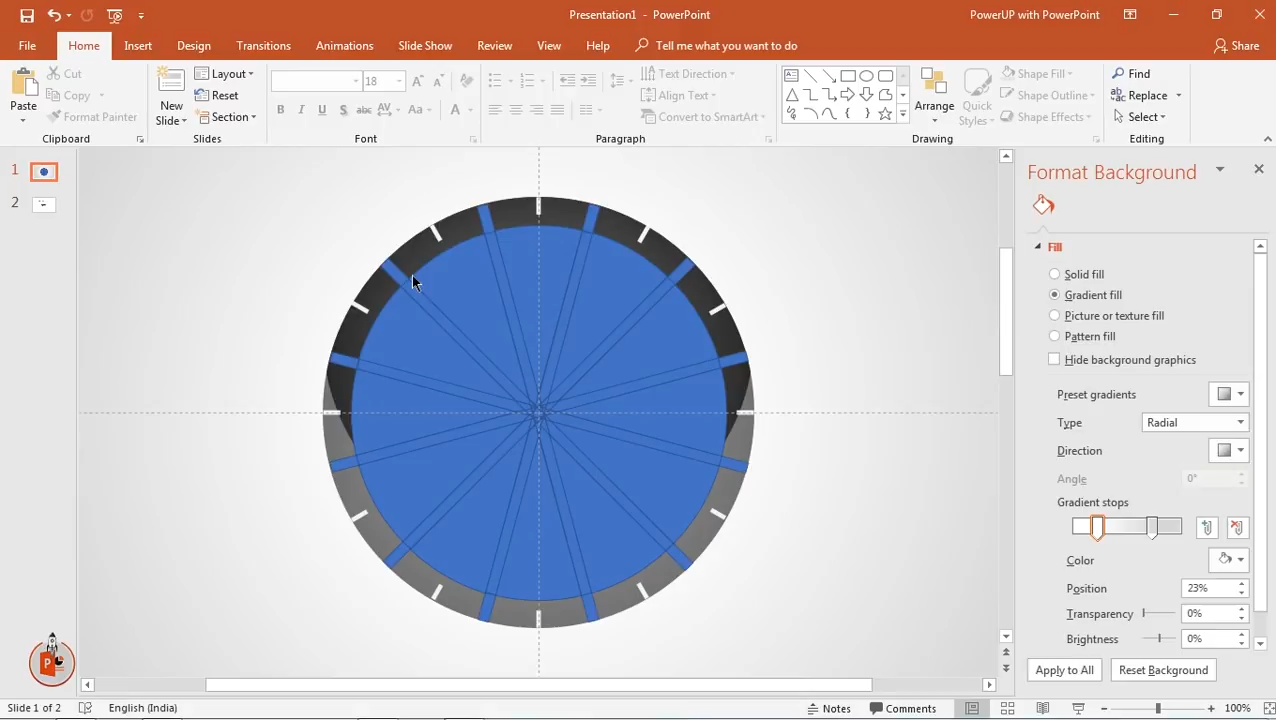 Presentation1 - PowerPoint
PowerUP with PowerPoint
File Home Insert Design Transitions Animations Slide Show Review View Help Tell me what you want to do Share
Paste
Cut
Copy
Format Painter
Clipboard
New Slide
Layout
Reset
Section
Slides
18
B I U S abc AV Aa A
Font
Text Direction
Align Text
Convert to SmartArt
Paragraph
Arrange
Quick Styles
Shape Fill
Shape Outline
Shape Effects
Drawing
Find
Replace
Select
Editing
1
2
Format Background
Fill
Solid fill
Gradient fill
Picture or texture fill
Pattern fill
Hide background graphics
Preset gradients
Type Radial
Direction
Angle 0°
Gradient stops
Color
Position 23%
Transparency 0%
Brightness 0%
Apply to All Reset Background
P
Slide 1 of 2 English (India) Notes Comments 100%